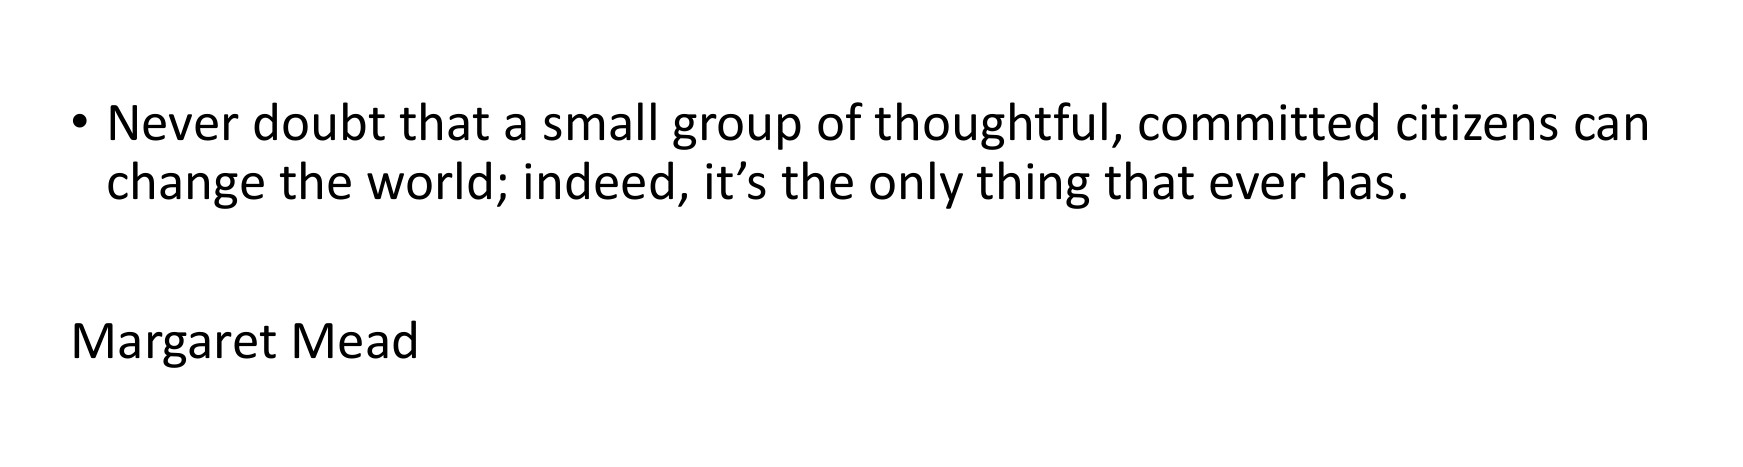 • Never doubt that a small group of thoughtful, committed citizens can
change the world; indeed, it’s the only thing that ever has.
Margaret Mead